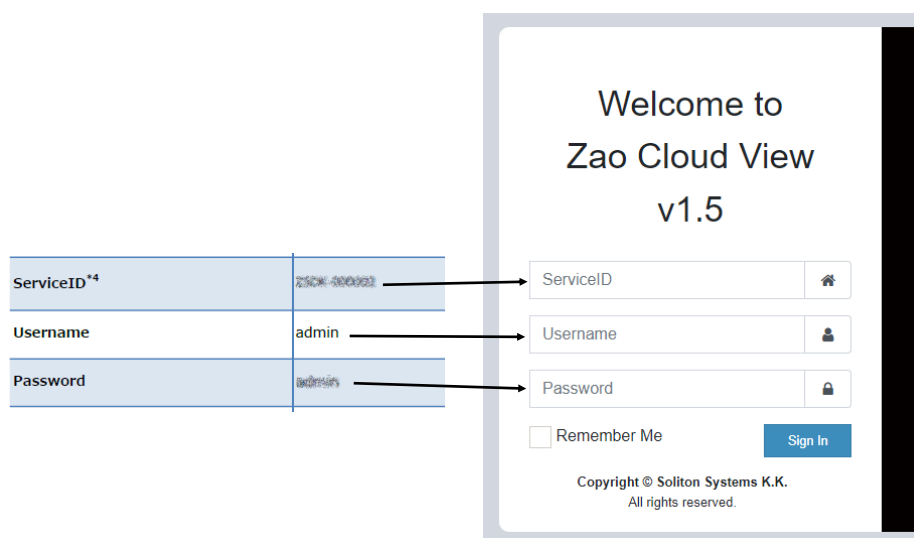 Welcome to
Zao Cloud View
v1.5
ServiceID*4
ServiceID
Username admin
Username
Password
Password
Remember Me
Sign In
Copyright © Soliton Systems K.K.
All rights reserved.